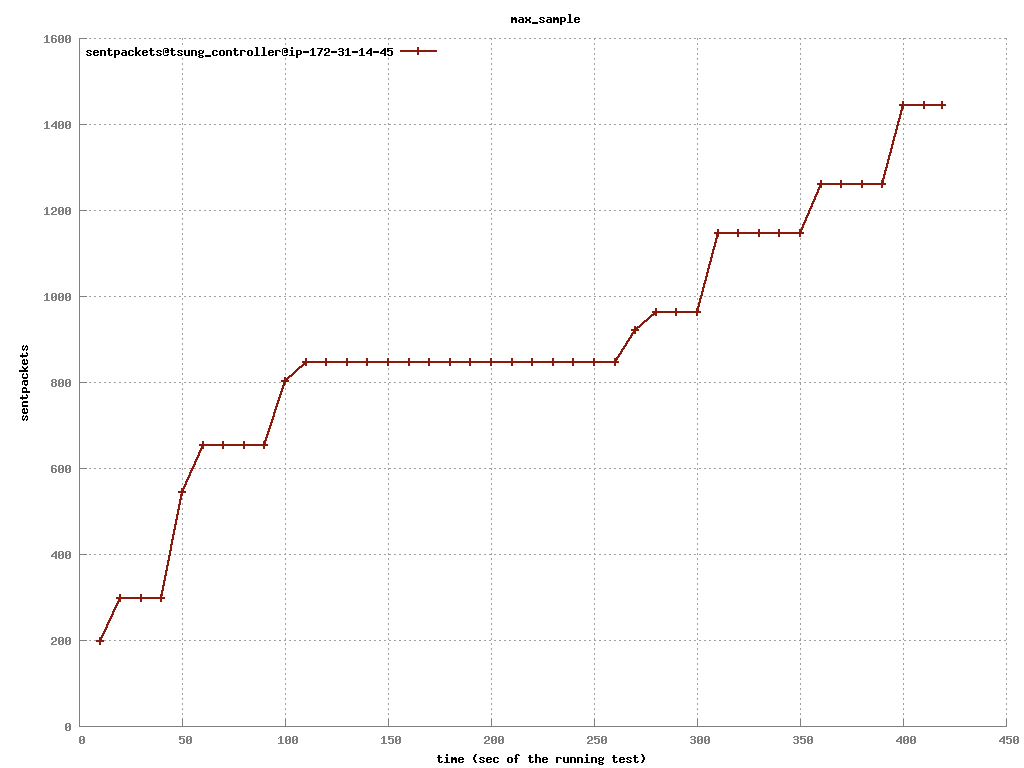 max_sample
sentpackets@tsung_controller@ip-172-31-14-45
1600
1400
1200
1000
800
600
400
200
0
sentpackets
0 50 100 150 200 250 300 350 400 450
time (sec of the running test)